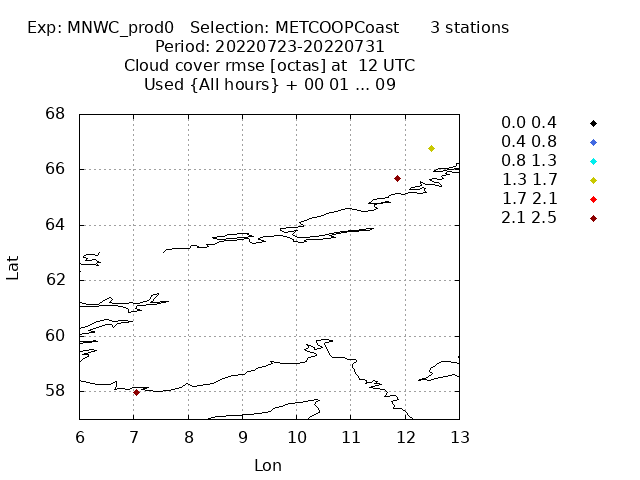 Exp: MNWC_prod0   Selection: METCOOPCoast      3 stations
Period: 20220723-20220731
Cloud cover rmse [octas] at  12 UTC
Used {All hours} + 00 01 ... 09
0.0 0.4
0.4 0.8
0.8 1.3
1.3 1.7
1.7 2.1
2.1 2.5
68
66
64
62
60
58
Lat
6 7 8 9 10 11 12 13
Lon